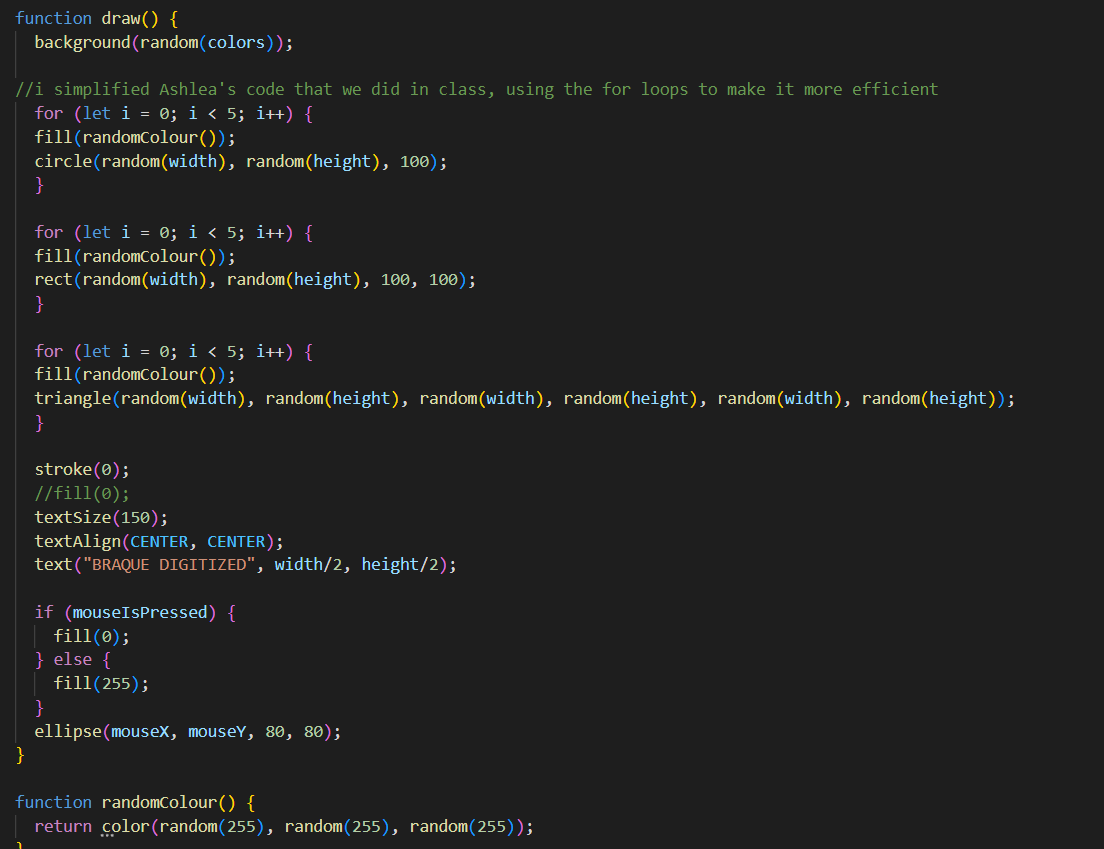 function draw() {
background(random(colors));
//i simplified Ashlea's code that we did in class, using the for loops to make it more efficient
for (let i = 0; i < 5; i++) {
fill(randomColour());
circle(random(width), random(height), 100);
}
for (let i = 0; i < 5; i++) {
fill(randomColour());
rect(random(width), random(height), 100, 100);
}
for (let i = 0; i < 5; i++) {
fill(randomColour());
triangle(random(width), random(height), random(width), random(height), random(width), random(height));
}
stroke(0);
//fill(0);
textSize(150);
textAlign(CENTER, CENTER);
text("BRAQUE DIGITIZED", width/2, height/2);
if (mouseIsPressed) {
fill(0);
} else {
fill(255);
}
ellipse(mouseX, mouseY, 80, 80);
}
function randomColour() {
return color(random(255), random(255), random(255));
}